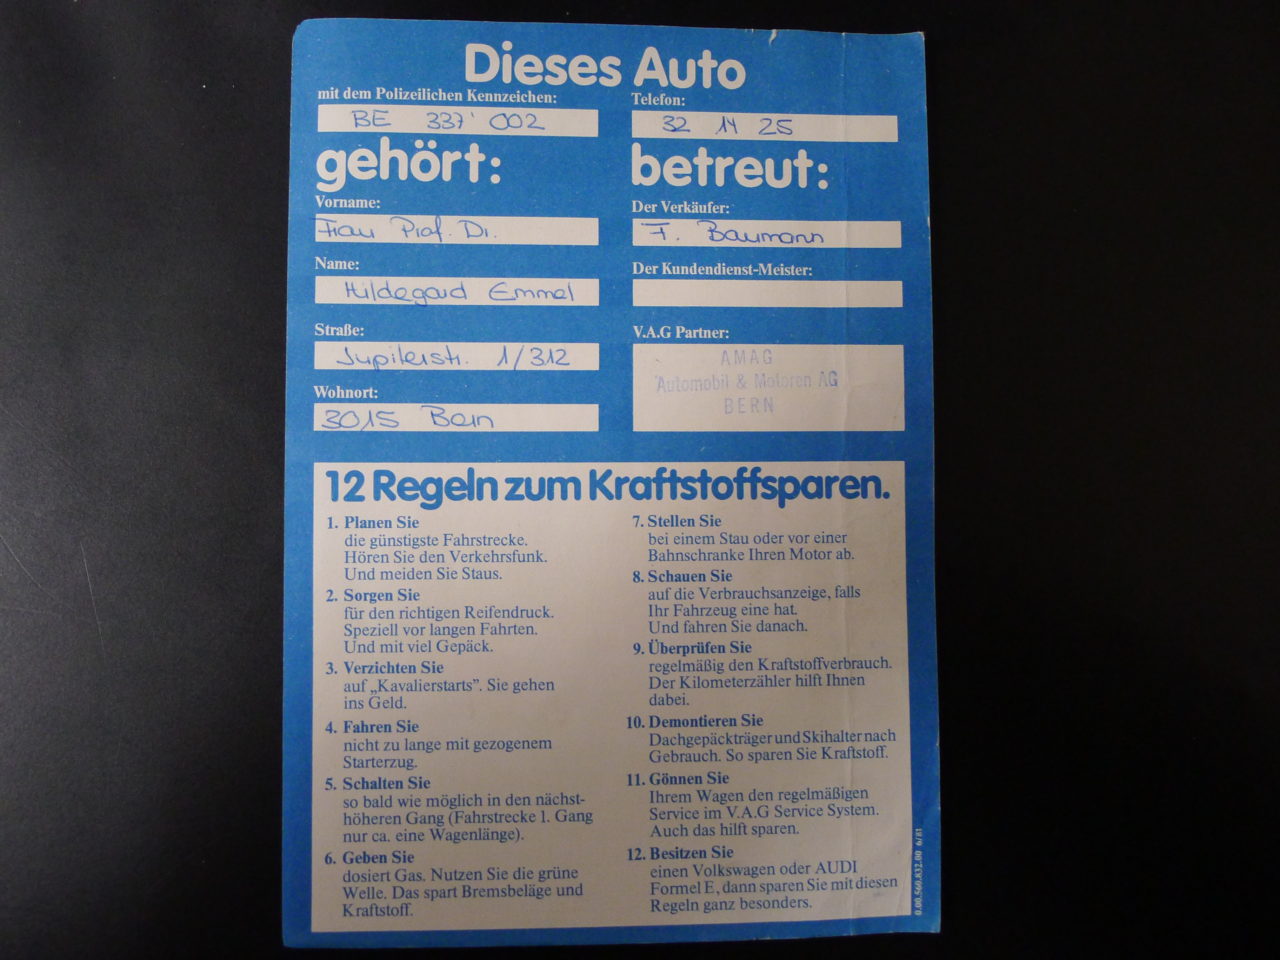 Dieses Auto
mit dem Polizeilichen Kennzeichen:
BE 337' 002
Telefon:
32 14 25
gehört:
Vorname:
Frau Prof. Dr.
Name:
Hildegard Emmel
Straße:
Jupiterstr. 1/312
Wohnort:
3015 Bern
betreut:
Der Verkäufer:
F. Baumann
Der Kundendienst-Meister:
V.A.G Partner:
AMAG
Automobil & Motoren AG
BERN
12 Regeln zum Kraftstoffsparen.
1. Planen Sie
die günstigste Fahrstrecke.
Hören Sie den Verkehrsfunk.
Und meiden Sie Staus.
2. Sorgen Sie
für den richtigen Reifendruck.
Speziell vor langen Fahrten.
Und mit viel Gepäck.
3. Verzichten Sie
auf „Kavalierstarts”. Sie gehen
ins Geld.
4. Fahren Sie
nicht zu lange mit gezogenem
Starterzug.
5. Schalten Sie
so bald wie möglich in den nächst-
höheren Gang (Fahrstrecke 1. Gang
nur ca. eine Wagenlänge).
6. Geben Sie
dosiert Gas. Nutzen Sie die grüne
Welle. Das spart Bremsbeläge und
Kraftstoff.
7. Stellen Sie
bei einem Stau oder vor einer
Bahnschranke Ihren Motor ab.
8. Schauen Sie
auf die Verbrauchsanzeige, falls
Ihr Fahrzeug eine hat.
Und fahren Sie danach.
9. Überprüfen Sie
regelmäßig den Kraftstoffverbrauch.
Der Kilometerzähler hilft Ihnen
dabei.
10. Demontieren Sie
Dachgepäckträger und Skihalter nach
Gebrauch. So sparen Sie Kraftstoff.
11. Gönnen Sie
Ihrem Wagen den regelmäßigen
Service im V.A.G Service System.
Auch das hilft sparen.
12. Besitzen Sie
einen Volkswagen oder AUDI
Formel E, dann sparen Sie mit diesen
Regeln ganz besonders.
0.00.560.832.00 6/81